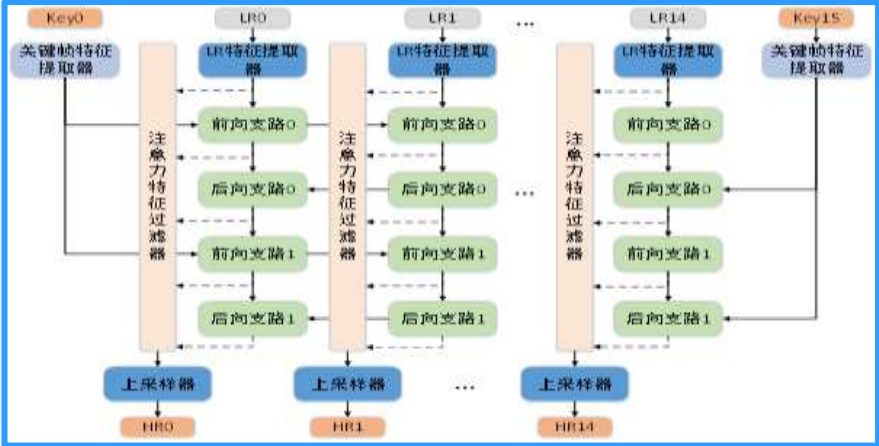 Key0 LR0 LR1 ... LR14 Key15
关键帧特征提取器 LR特征提取器 LR特征提取器 LR特征提取器 关键帧特征提取器
注意力特征过滤器 注意力特征过滤器 注意力特征过滤器
前向支路0 前向支路0 前向支路0
后向支路0 后向支路0 ... 后向支路0
前向支路1 前向支路1 前向支路1
后向支路1 后向支路1 后向支路1
上采样器 上采样器 ... 上采样器
HR0 HR1 HR14